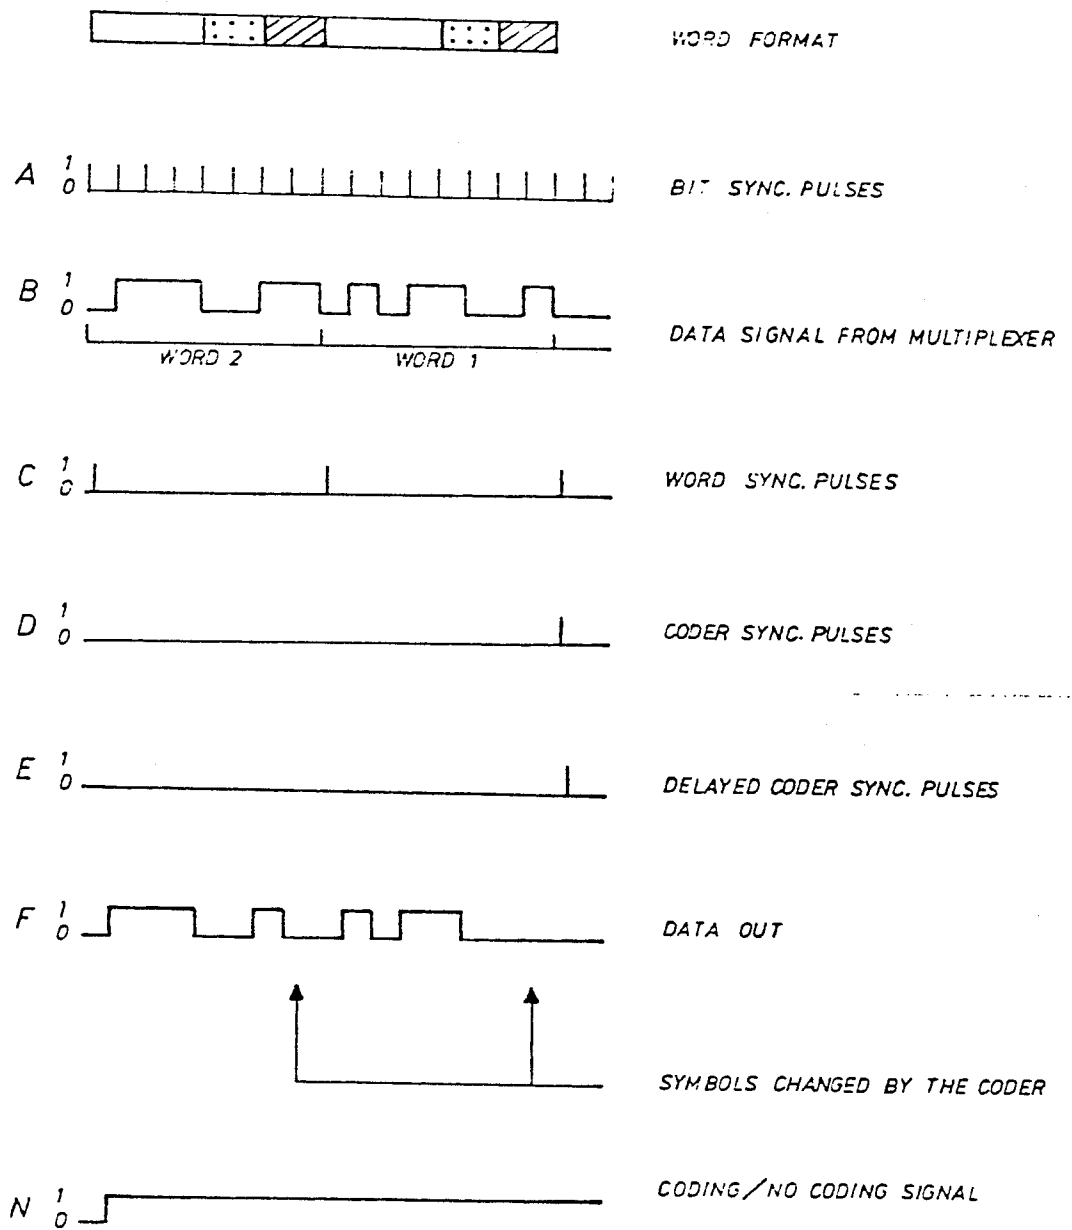 WORD FORMAT
A 1 0 BIT SYNC. PULSES
B 1 0 DATA SIGNAL FROM MULTIPLEXER
WORD 2 WORD 1
C 1 0 WORD SYNC. PULSES
D 1 0 CODER SYNC. PULSES
E 1 0 DELAYED CODER SYNC. PULSES
F 1 0 DATA OUT
SYMBOLS CHANGED BY THE CODER
N 1 0 CODING/NO CODING SIGNAL